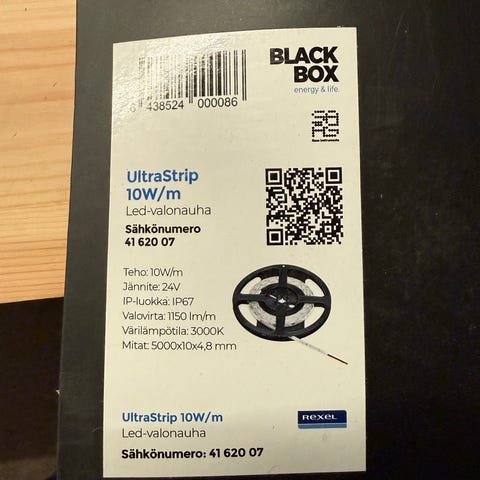 BLACK
BOX
energy & life.
6 438524 000086
UltraStrip
10W/m
Led-valonauha
Sähkönumero
41 620 07
Teho: 10W/m
Jännite: 24V
IP-luokka: IP67
Valovirta: 1150 lm/m
Värilämpötila: 3000K
Mitat: 5000x10x4,8 mm
UltraStrip 10W/m
Led-valonauha
Sähkönumero: 41 620 07
REXEL